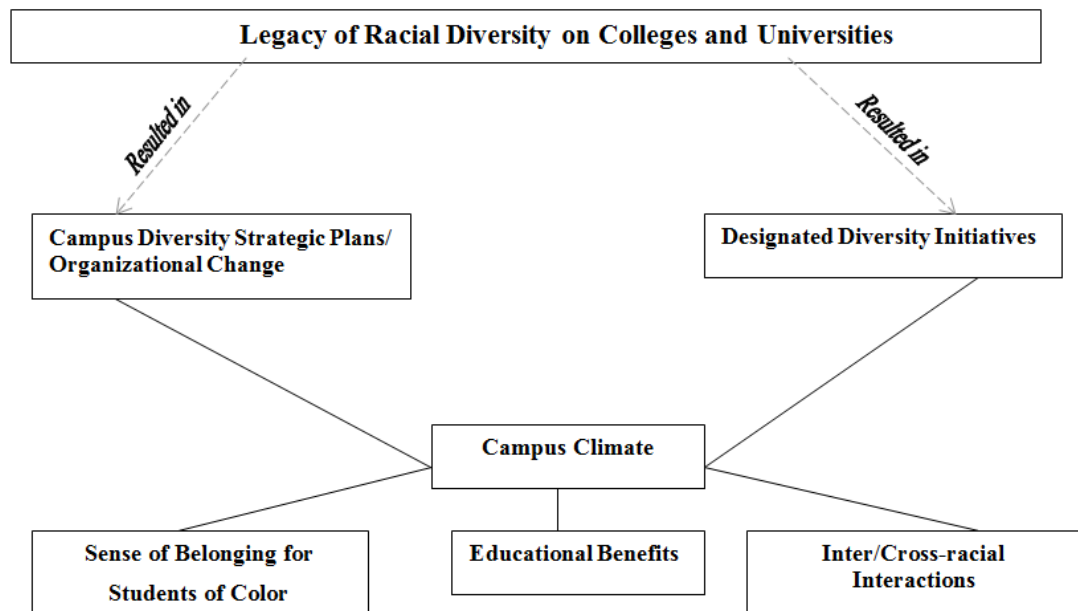 Legacy of Racial Diversity on Colleges and Universities
Resulted in
Resulted in
Campus Diversity Strategic Plans/
Organizational Change
Designated Diversity Initiatives
Campus Climate
Sense of Belonging for
Students of Color
Educational Benefits
Inter/Cross-racial
Interactions